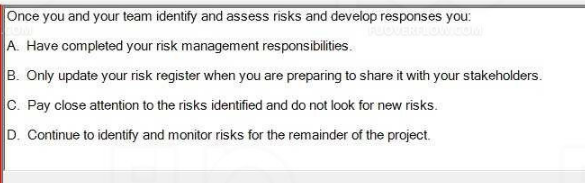 Once you and your team identify and assess risks and develop responses you:
A. Have completed your risk management responsibilities.
B. Only update your risk register when you are preparing to share it with your stakeholders.
C. Pay close attention to the risks identified and do not look for new risks.
D. Continue to identify and monitor risks for the remainder of the project.